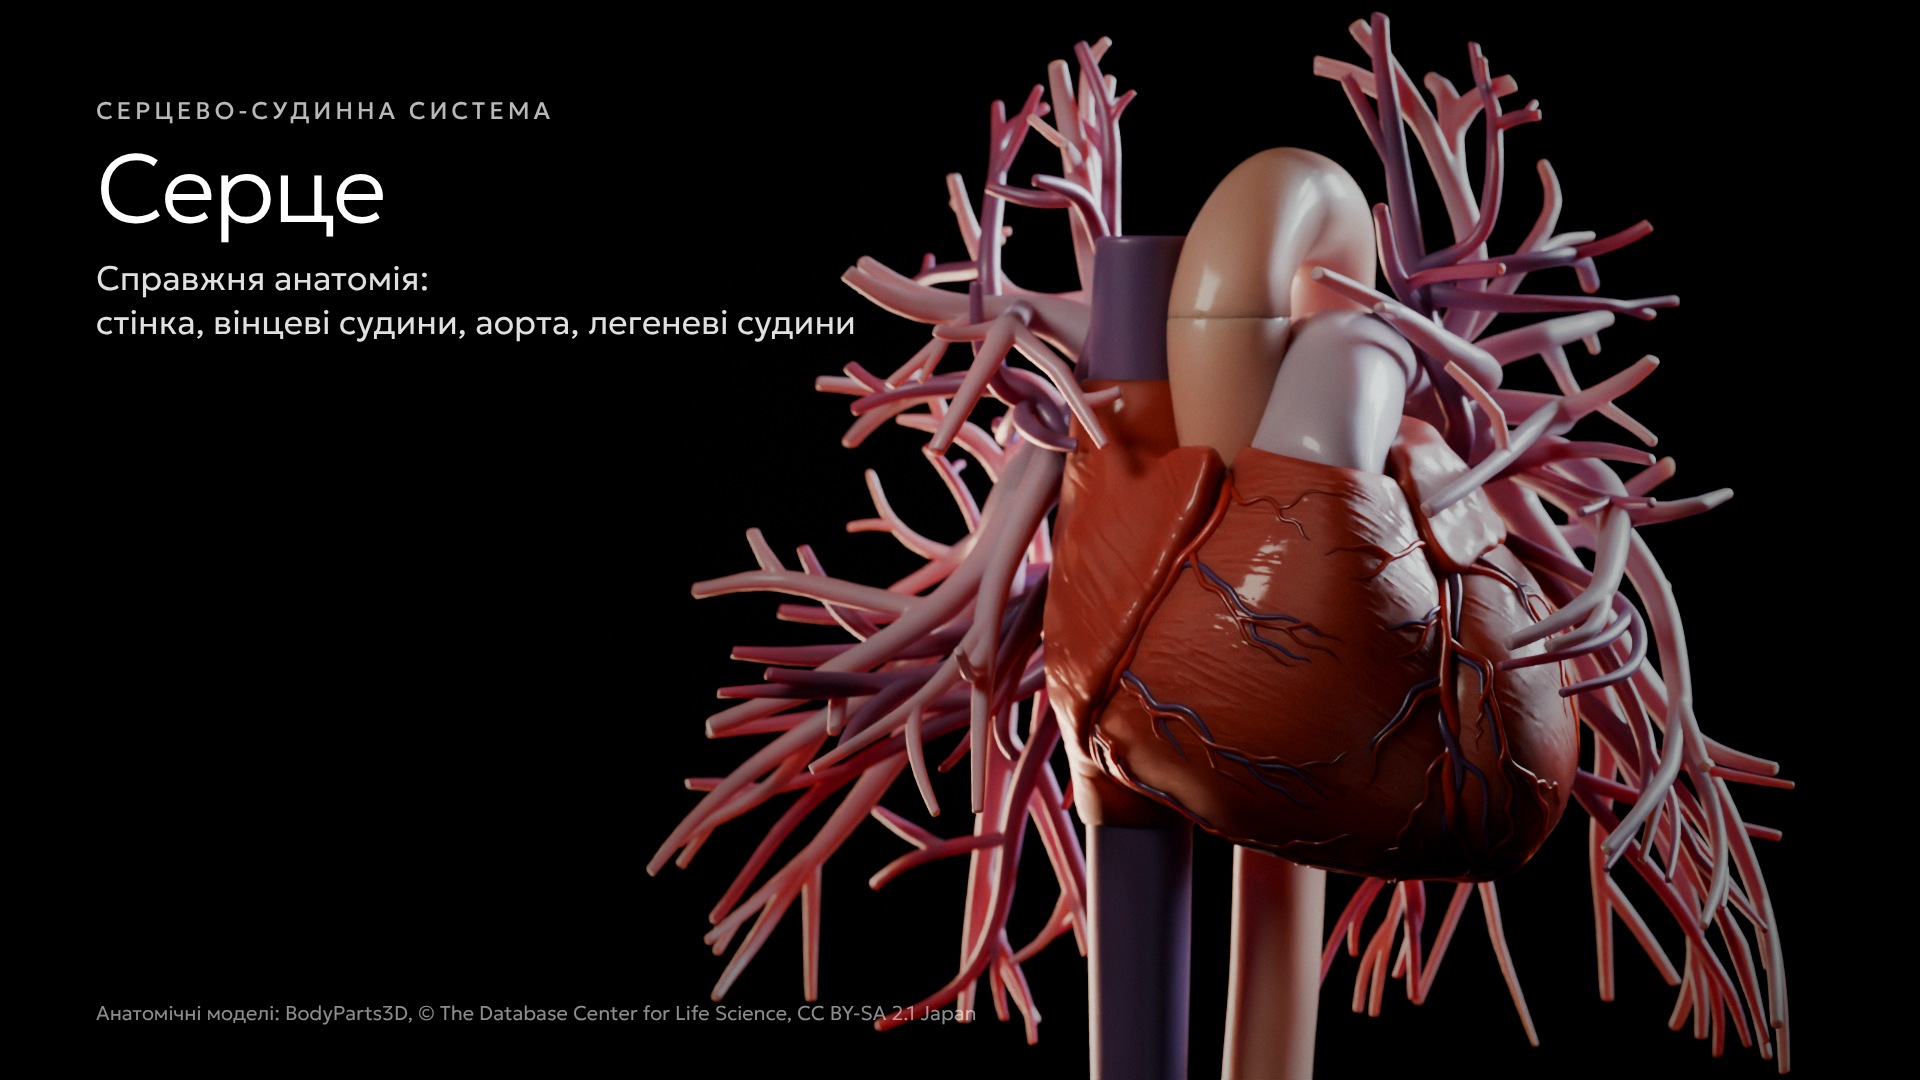 СЕРЦЕВО-СУДИННА СИСТЕМА
Серце
Справжня анатомія:
стінка, вінцеві судини, аорта, легеневі судини
Анатомічні моделі: BodyParts3D, © The Database Center for Life Science, CC BY-SA 2.1 Japan